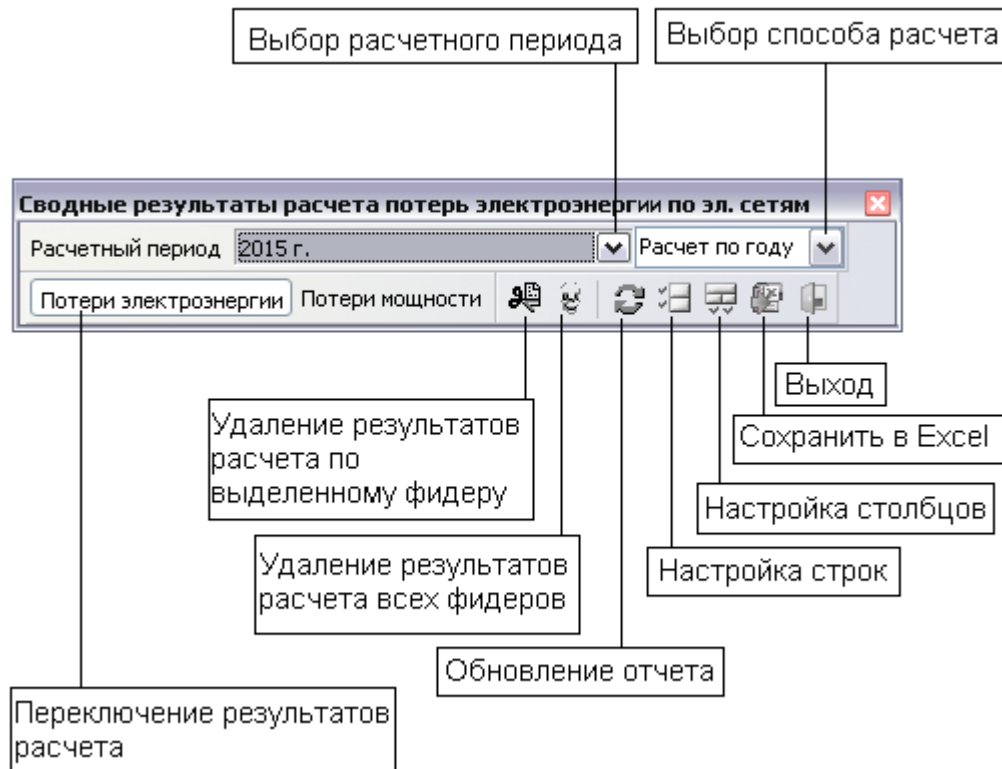 Выбор расчетного периода
Выбор способа расчета
Сводные результаты расчета потерь электроэнергии по эл. сетям
Расчетный период 2015 г. Расчет по году
Потери электроэнергии Потери мощности
Выход
Удаление результатов
расчета по
выделенному фидеру
Сохранить в Excel
Настройка столбцов
Удаление результатов
расчета всех фидеров
Настройка строк
Обновление отчета
Переключение результатов
расчета